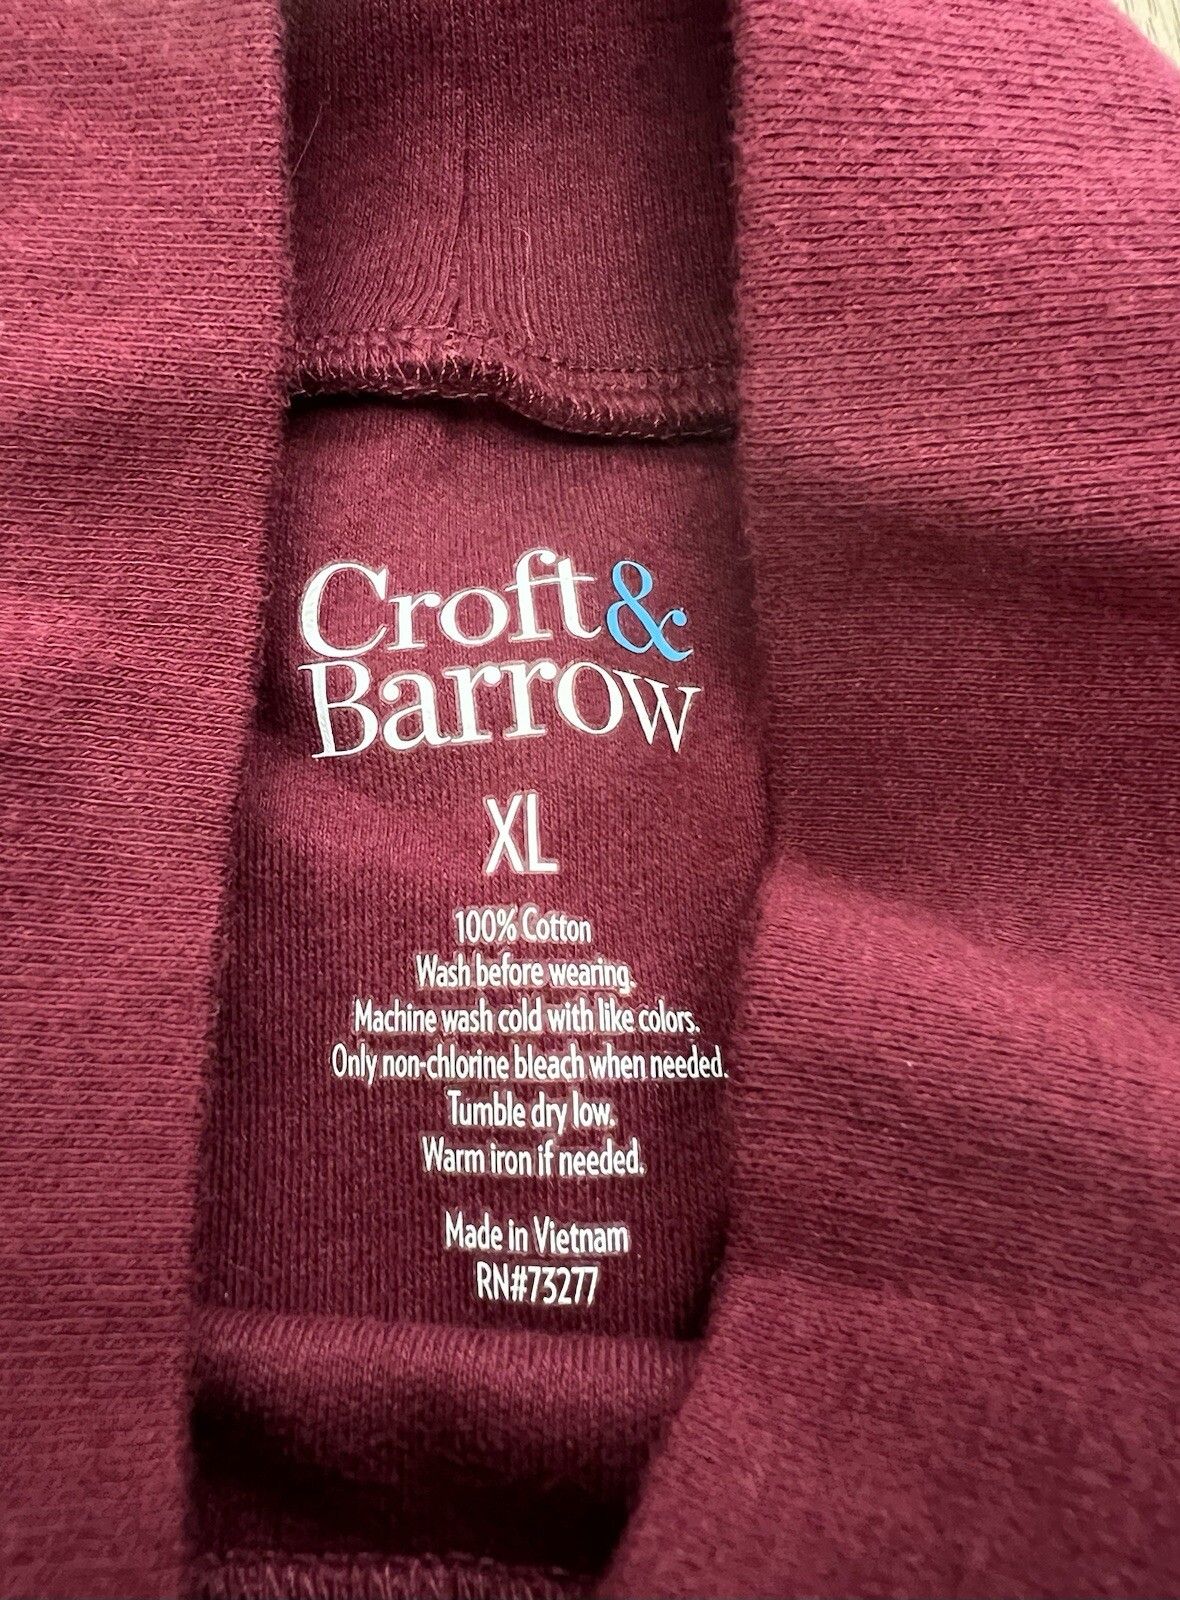 Croft &
Barrow
XL
100% Cotton
Wash before wearing.
Machine wash cold with like colors.
Only non-chlorine bleach when needed.
Tumble dry low.
Warm iron if needed.
Made in Vietnam
RN#73277